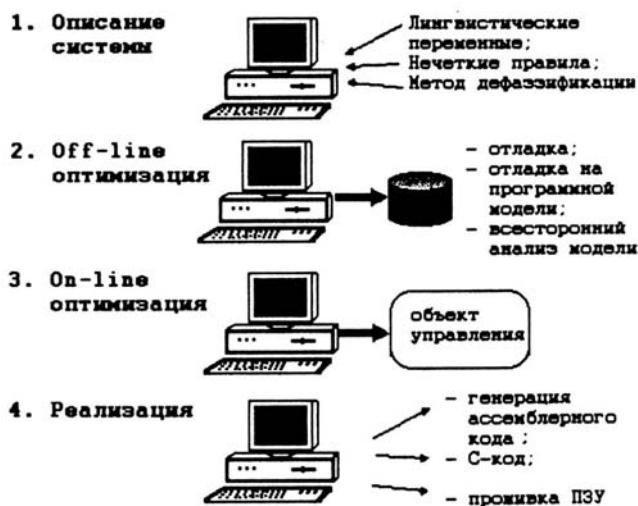 1. Описание
системы
Лингвистические
переменные;
Нечеткие правила;
Метод дефаззификации
2. Off-line
оптимизация
- отладка;
- отладка на
программной
модели;
- всесторонний
анализ модели
3. On-line
оптимизация
объект
управления
4. Реализация
- генерация
ассемблерного
кода ;
- C-код;
- прошивка ПЗУ